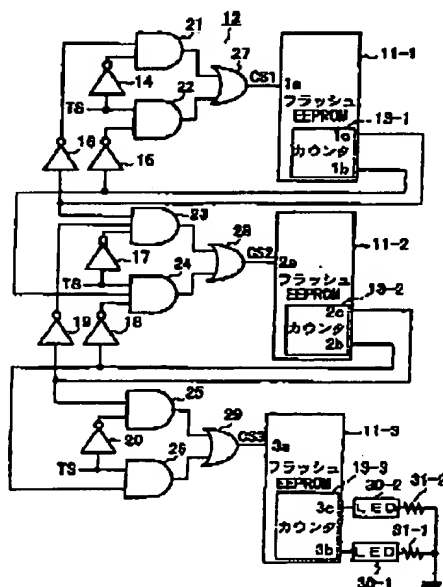 12
21
27
11-1
CS1
1a
14
22
フラッシュ
EEPROM
13-1
TS
1c
カウンタ
1b
16
15
23
28
11-2
CS2
2a
17
24
フラッシュ
EEPROM
13-2
TS
2c
カウンタ
2b
19
18
25
29
11-3
CS3
3a
20
26
フラッシュ
EEPROM
13-3
30-2
31-2
TS
3c
LED
カウンタ
31-1
3b
LED
30-1